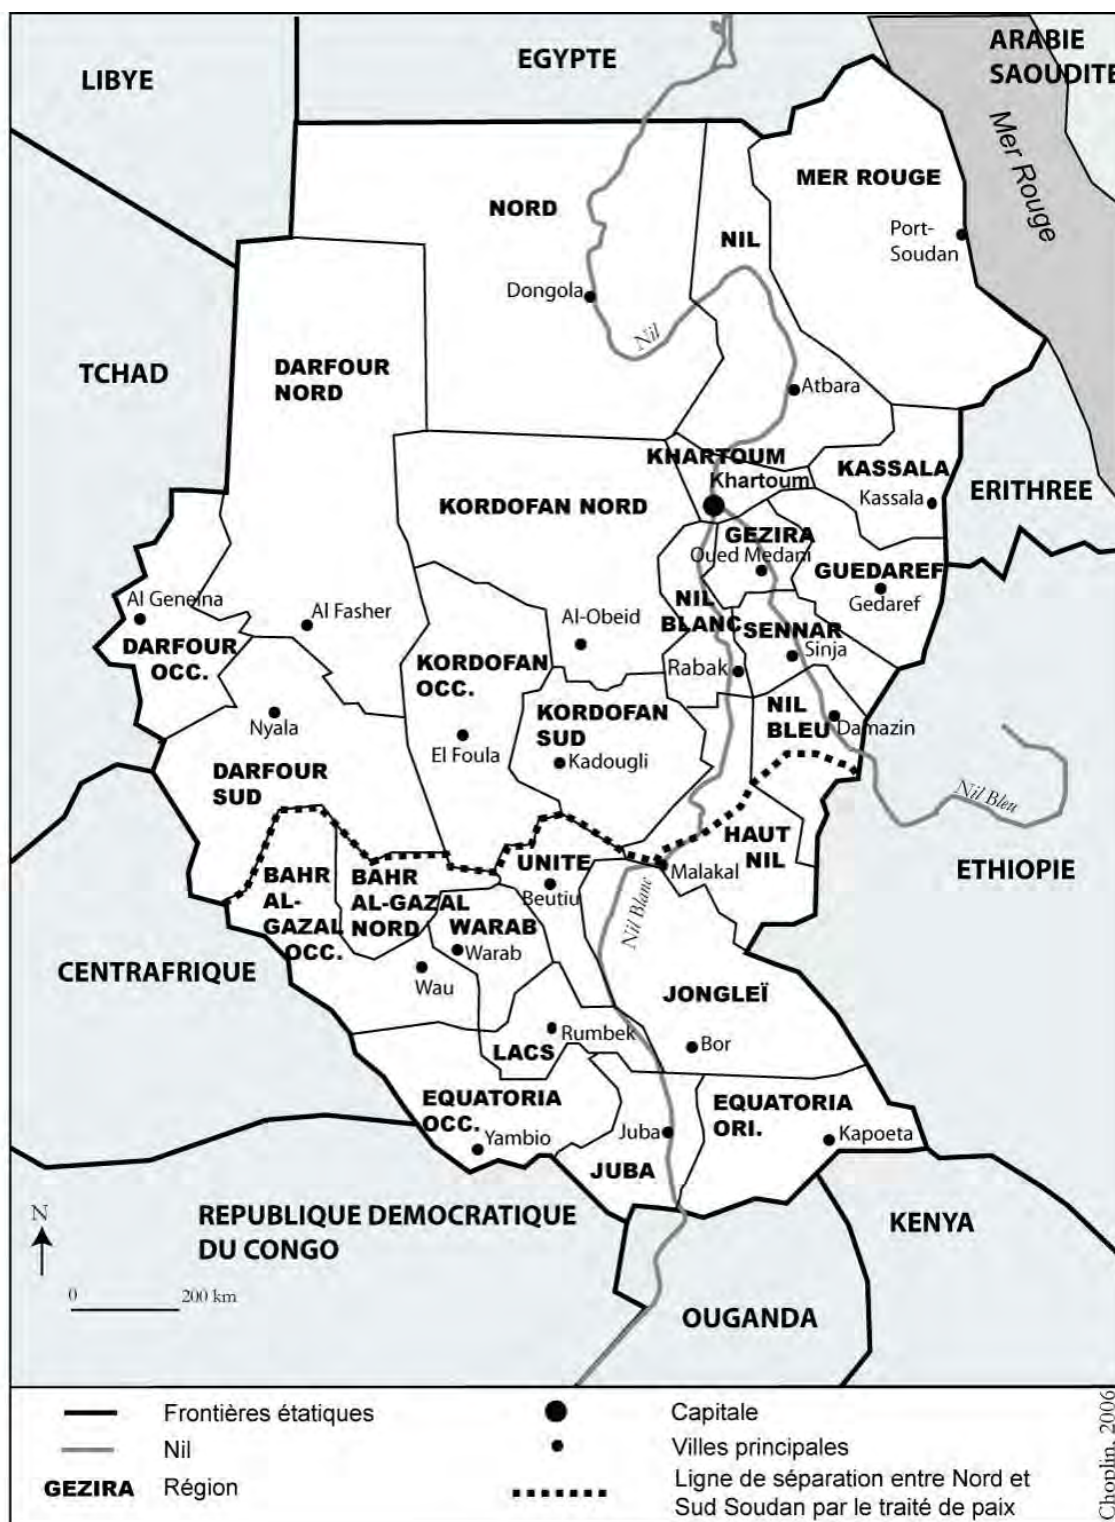 EGYPTE
ARABIE
SAOUDITE
LIBYE
Mer Rouge
MER ROUGE
NORD
NIL
Port-
Soudan
Dongola
Nil
TCHAD
DARFOUR
NORD
Atbara
KHARTOUM
Khartoum
KASSALA
Kassala
ERITHREE
KORDOFAN NORD
GEZIRA
Oued Medani
GUEDAREF
Gedaref
Al Geneïna
Al Fasher
Al-Obeid
NIL
BLANC
SENNAR
Sinja
DARFOUR
OCC.
KORDOFAN
OCC.
Rabak
Nyala
KORDOFAN
SUD
NIL
BLEU
Damazin
El Foula
Kadougli
DARFOUR
SUD
Nil Bleu
HAUT
NIL
UNITE
Beutiu
Malakal
ETHIOPIE
BAHR
AL-
GAZAL
OCC.
BAHR
AL-GAZAL
NORD
WARAB
Warab
Nil Blanc
CENTRAFRIQUE
Wau
JONGLEÏ
Rumbek
Bor
LACS
EQUATORIA
OCC.
EQUATORIA
ORI.
Yambio
Juba
Kapoeta
JUBA
N
REPUBLIQUE DEMOCRATIQUE
DU CONGO
KENYA
0 200 km
OUGANDA
Frontières étatiques
Nil
GEZIRA Région
Capitale
Villes principales
Ligne de séparation entre Nord et
Sud Soudan par le traité de paix
Choplin, 2006